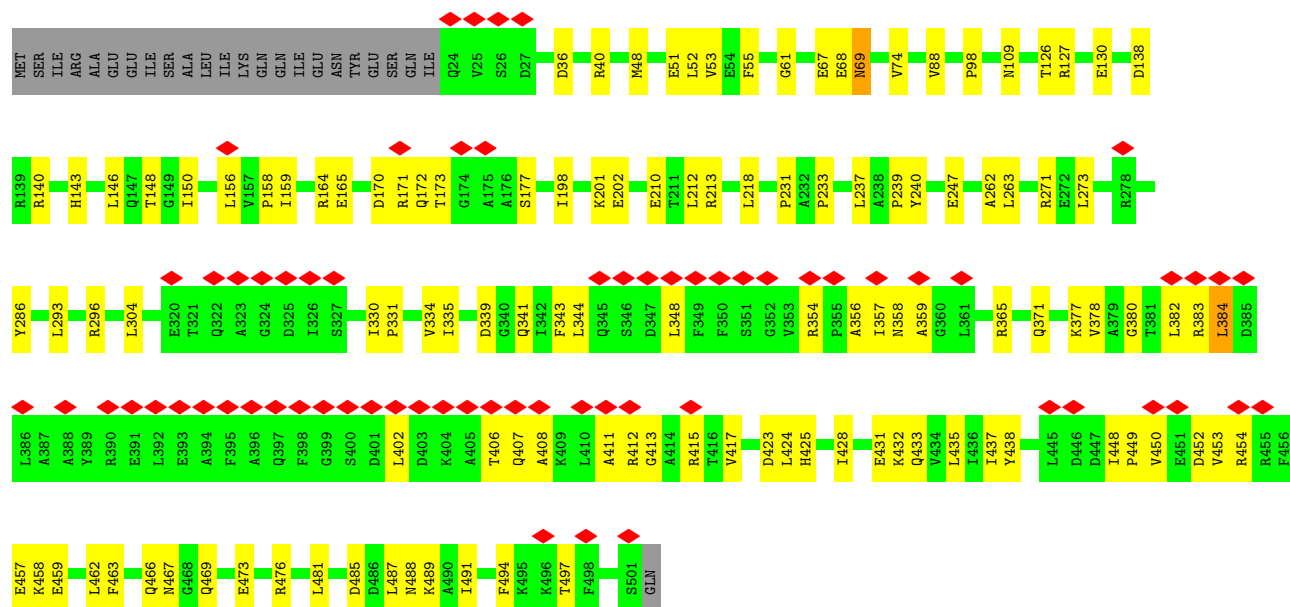 MET SER ILE ARG ALA GLU GLU ILE SER ALA LEU ILE LYS GLN GLN ILE GLU ASN TYR GLU SER GLN ILE Q24 V25 S26 D27 D36 R40 M48 E51 L52 V53 E54 F55 G61 E67 E68 N69 V74 V88 P98 N109 T126 R127 E130 D138
R139 R140 H143 L146 Q147 T148 G149 I150 L156 V157 P158 I159 R164 E165 D170 R171 Q172 T173 G174 A175 A176 S177 I198 K201 E202 E210 T211 L212 R213 L218 P231 A232 P233 L237 A238 P239 Y240 E247 A262 L263 R271 E272 L273 R278
Y286 L293 R296 L304 E320 T321 Q322 A323 G324 D325 I326 S327 I330 P331 V334 I335 D339 G340 Q341 I342 F343 L344 Q345 S346 D347 L348 F349 F350 S351 G352 V353 R354 P355 A356 I357 N358 A359 G360 L361 R365 Q371 K377 V378 A379 G380 T381 L382 R383 L384 D385
L386 A387 A388 Y389 R390 E391 L392 E393 A394 F395 A396 Q397 F398 G399 S400 D401 L402 D403 K404 A405 T406 Q407 A408 K409 L410 A411 R412 G413 A414 R415 T416 V417 D423 L424 H425 I428 E431 K432 Q433 V434 L435 I436 I437 Y438 L445 D446 D447 I448 P449 V450 E451 D452 V453 R454 R455 F456
E457 K458 E459 L462 F463 Q466 N467 G468 Q469 E473 R476 L481 D485 D486 L487 N488 K489 A490 I491 F494 K495 K496 T497 F498 S501 GLN